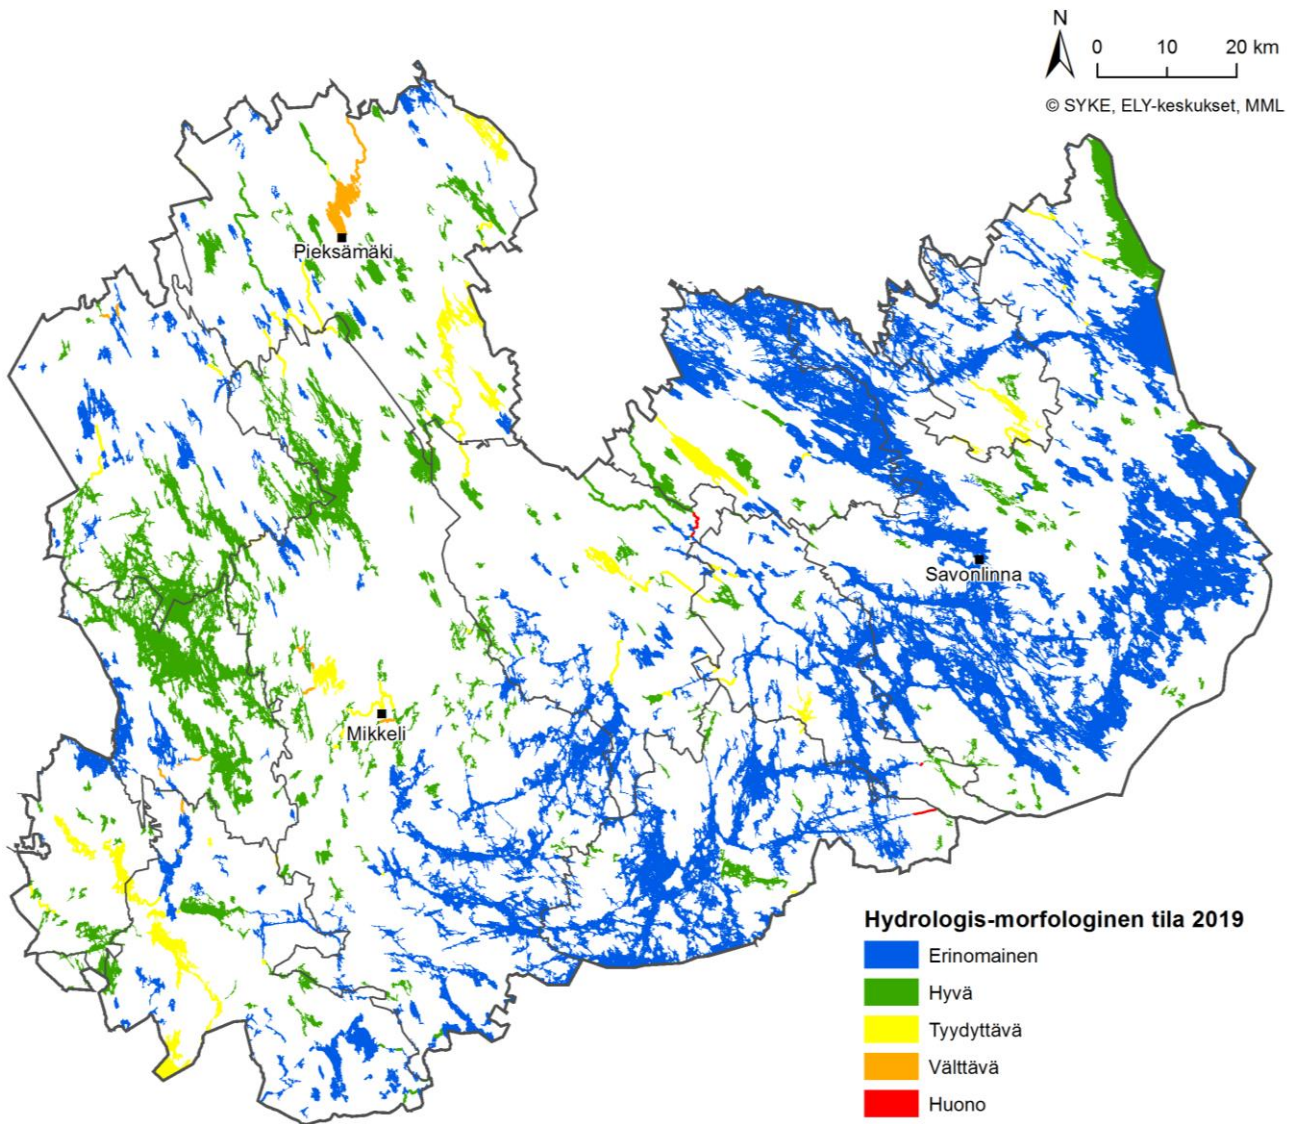 N
0 10 20 km
© SYKE, ELY-keskukset, MML
Pieksämäki
Savonlinna
Mikkeli
Hydrologis-morfologinen tila 2019
Erinomainen
Hyvä
Tyydyttävä
Välttävä
Huono